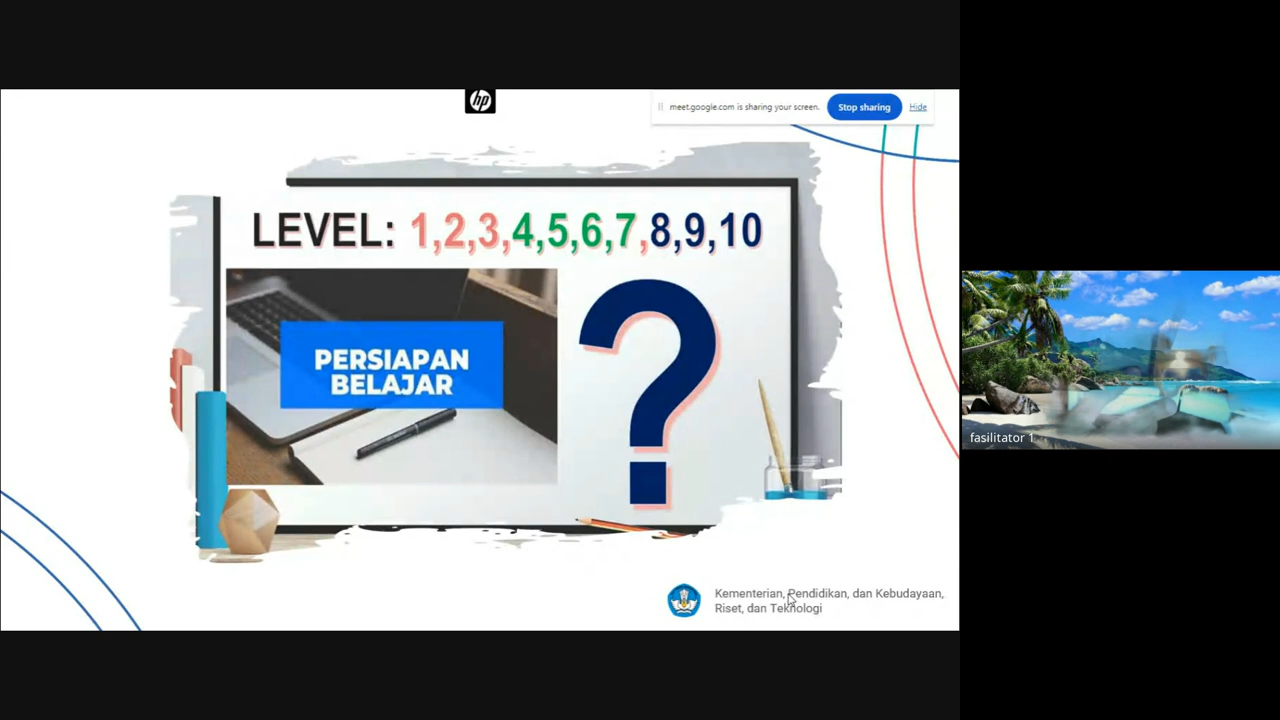 hp
meet.google.com is sharing your screen.
Stop sharing
Hide
LEVEL: 1,2,3,4,5,6,7,8,9,10
PERSIAPAN
BELAJAR
?
Kementerian, Pendidikan, dan Kebudayaan,
Riset, dan Teknologi
fasilitator 1